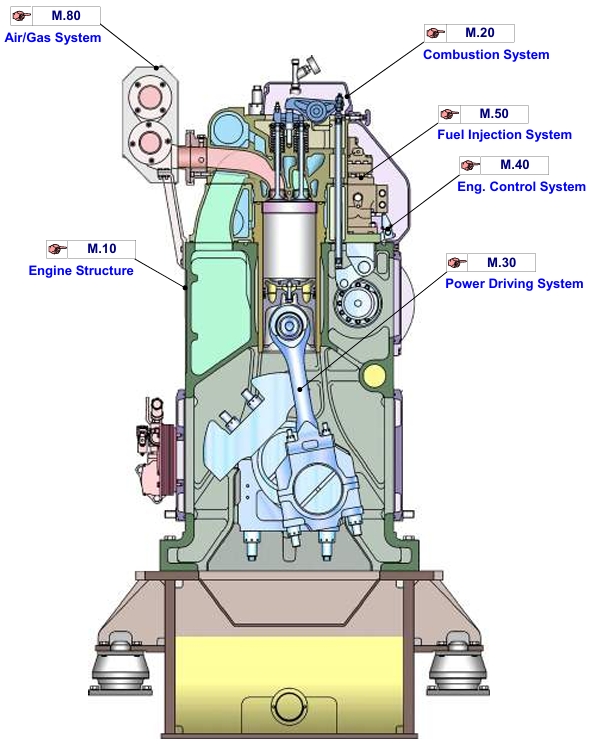 M.80
Air/Gas System
M.20
Combustion System
M.50
Fuel Injection System
M.40
Eng. Control System
M.10
Engine Structure
M.30
Power Driving System